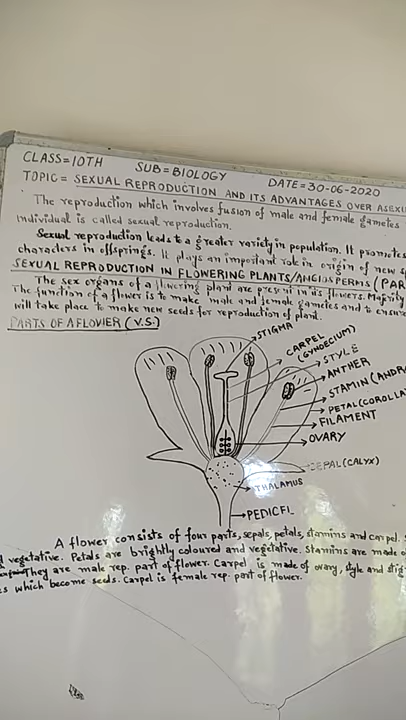 CLASS=10TH SUB=BIOLOGY DATE=30-06-2020
TOPIC= SEXUAL REPRODUCTION AND ITS ADVANTAGES OVER ASEXU
The reproduction which involves fusion of male and female gametes
individual is called sexual reproduction.
Sexual reproduction leads to a greater variety in population. It promotes
characters in offsprings. It plays an important role in origin of new s
SEXUAL REPRODUCTION IN FLOWERING PLANTS/ANGIOSPERMS (PAR
The sex organs of a flowering plant are present in its flowers. Majority
The function of a flower is to make male and female gametes and to ensure
will take place to make new seeds for reproduction of plant.
PARTS OF A FLOVIER (V.S.)
STIGMA
CARPEL
(GYNOECIUM)
STYLE
ANTHER
STAMIN (ANDR
PETAL (COROLLA
FILAMENT
OVARY
SEPAL (CALYX)
THALAMUS
PEDICEL
A flower consists of four parts, sepals, petals, stamins and carpel.
vegetative. Petals are brightly coloured and vegetative. Stamins are made o
They are male rep. part of flower. Carpel is made of ovary, style and stig
which become seeds. Carpel is female rep. part of flower.